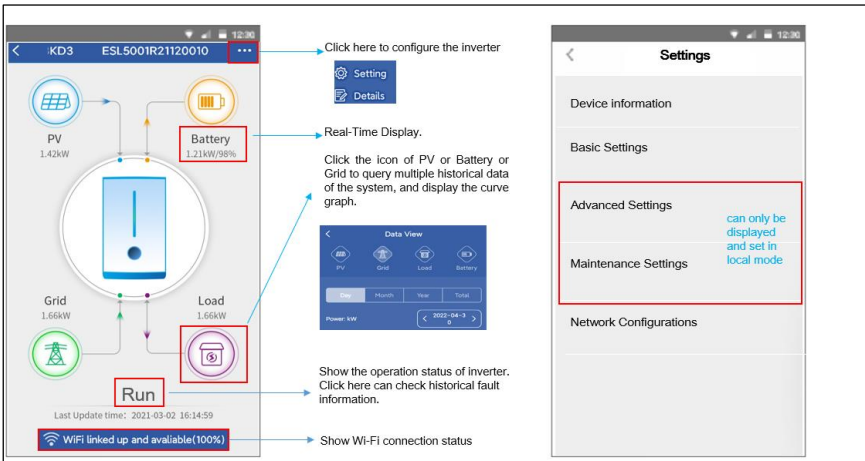 12:30
KD3 ESL5001R21120010 •••
PV
1.42kW
Battery
1.21kW/98%
Grid
1.66kW
Load
1.66kW
Run
Last Update time: 2021-03-02 16:14:59
WiFi linked up and avaliable(100%)
Click here to configure the inverter
Setting
Details
Real-Time Display.
Click the icon of PV or Battery or
Grid to query multiple historical data
of the system, and display the curve
graph.
Data View
PV Grid Load Battery
Day Month Year Total
Power: kW
2022-04-3
0
Show the operation status of inverter.
Click here can check historical fault
information.
Show Wi-Fi connection status
12:30
Settings
Device information
Basic Settings
Advanced Settings
Maintenance Settings
can only be
displayed
and set in
local mode
Network Configurations